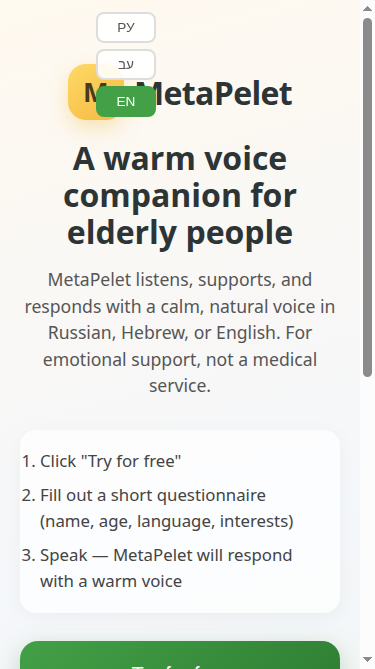 РУ
עב
EN
MetaPelet
A warm voice
companion for
elderly people
MetaPelet listens, supports, and
responds with a calm, natural voice in
Russian, Hebrew, or English. For
emotional support, not a medical
service.
1. Click "Try for free"
2. Fill out a short questionnaire
(name, age, language, interests)
3. Speak — MetaPelet will respond
with a warm voice